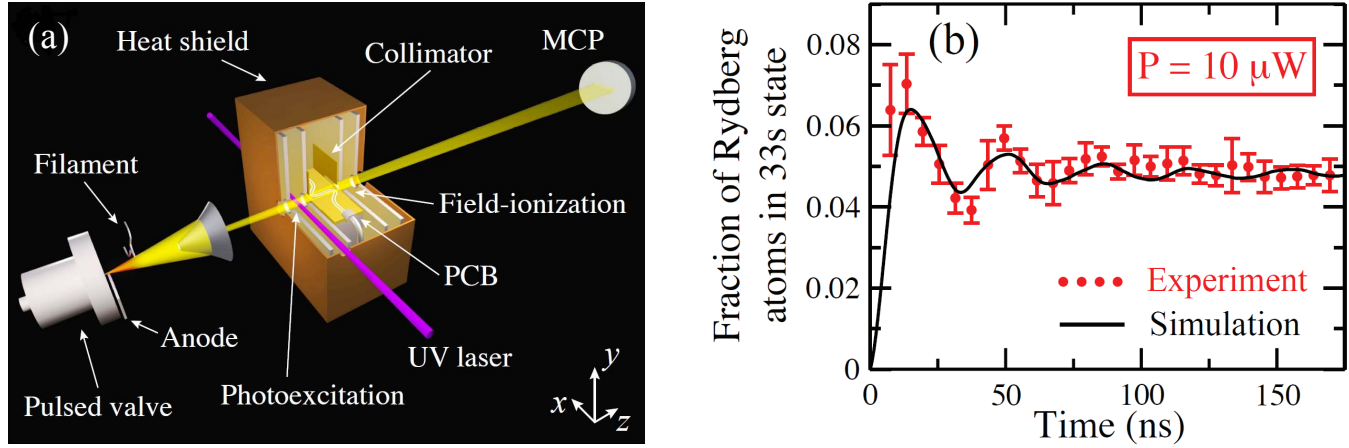 (a)
Heat shield
Collimator
MCP
Filament
Field-ionization
PCB
Anode
UV laser
Photoexcitation
Pulsed valve
y
x
z
(b)
P = 10 μW
Fraction of Rydberg
atoms in 33s state
0.08
0.06
0.04
0.02
0
Experiment
Simulation
0
50
100
150
Time (ns)